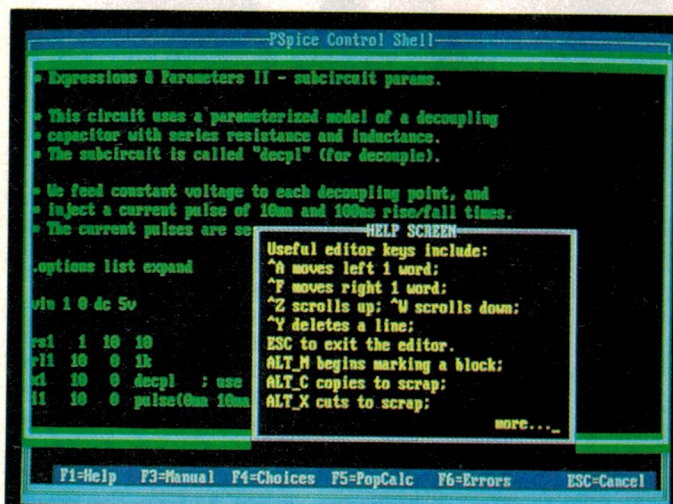 PSpice Control Shell
* Expressions & Parameters II - subcircuit params.
* This circuit uses a parameterized model of a decoupling
* capacitor with series resistance and inductance.
* The subcircuit is called "decpl" (for decouple).
* We feed constant voltage to each decoupling point, and
* inject a current pulse of 10ma and 100ns rise/fall times.
* The current pulses are se
.options list expand
vin 1 0 dc 5v
rs1 1 10 10
rl1 10 0 1k
x1 10 0 decpl ; use
i1 10 0 pulse(0ma 10ma
HELP SCREEN
Useful editor keys include:
^A moves left 1 word;
^F moves right 1 word;
^Z scrolls up; ^W scrolls down;
^Y deletes a line;
ESC to exit the editor.
ALT_M begins marking a block;
ALT_C copies to scrap;
ALT_X cuts to scrap;
more..._
F1=Help F3=Manual F4=Choices F5=PopCalc F6=Errors ESC=Cancel